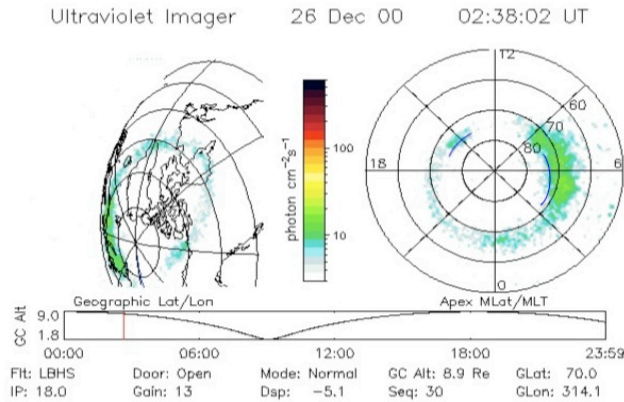 Ultraviolet Imager 26 Dec 00 02:38:02 UT
12
60
70
80
18
6
0
100
10
photon cm-2s-1
Geographic Lat/Lon Apex MLat/MLT
GC Alt
9.0
1.8
00:00 06:00 12:00 18:00 23:59
Flt: LBHS Door: Open Mode: Normal GC Alt: 8.9 Re GLat: 70.0
IP: 18.0 Gain: 13 Dsp: -5.1 Seq: 30 GLon: 314.1